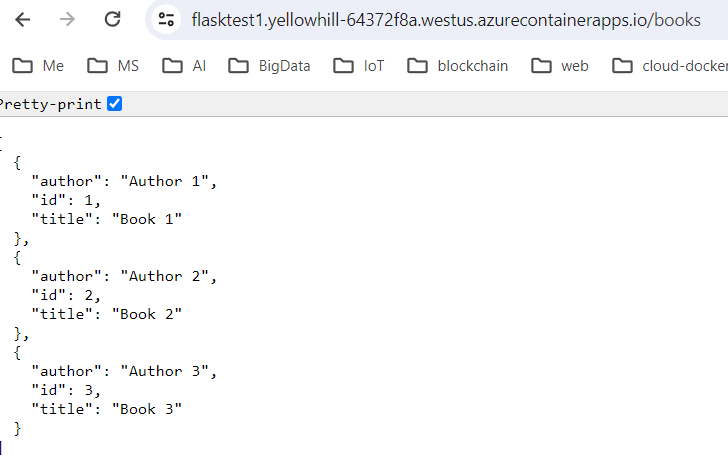 flasktest1.yellowhill-64372f8a.westus.azurecontainerapps.io/books
Me MS AI BigData IoT blockchain web cloud-docker
Pretty-print
[
  {
    "author": "Author 1",
    "id": 1,
    "title": "Book 1"
  },
  {
    "author": "Author 2",
    "id": 2,
    "title": "Book 2"
  },
  {
    "author": "Author 3",
    "id": 3,
    "title": "Book 3"
  }
]